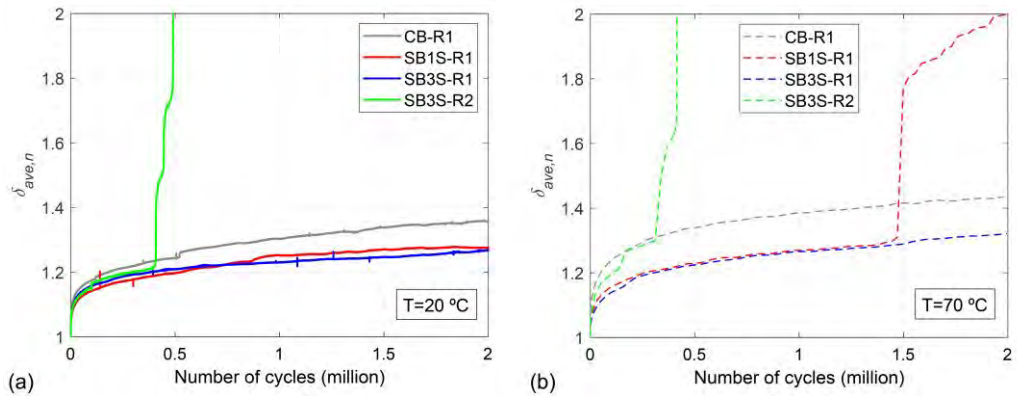 2
1.8
1.6
1.4
1.2
1
δave,n
0
0.5
1
1.5
2
Number of cycles (million)
CB-R1
SB1S-R1
SB3S-R1
SB3S-R2
T=20 ºC
(a)
2
1.8
1.6
1.4
1.2
1
δave,n
0
0.5
1
1.5
2
Number of cycles (million)
CB-R1
SB1S-R1
SB3S-R1
SB3S-R2
T=70 ºC
(b)